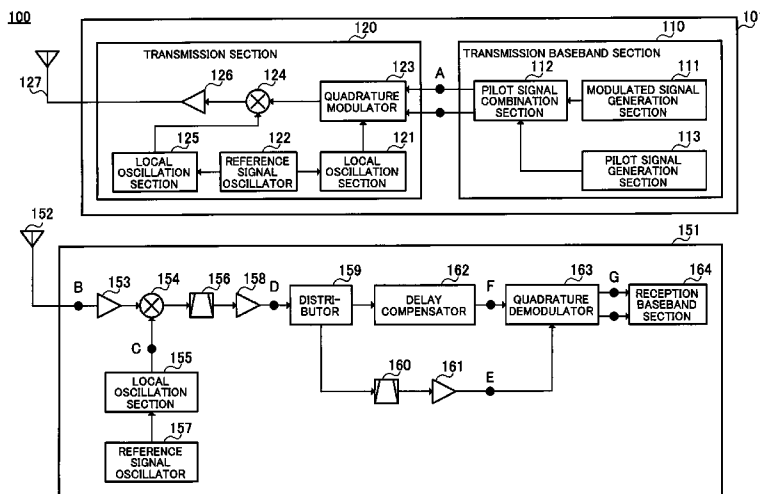 100
101
120
110
TRANSMISSION SECTION
TRANSMISSION BASEBAND SECTION
127
126
124
123
QUADRATURE
MODULATOR
A
112
PILOT SIGNAL
COMBINATION
SECTION
111
MODULATED SIGNAL
GENERATION
SECTION
125
LOCAL
OSCILLATION
SECTION
122
REFERENCE
SIGNAL
OSCILLATOR
121
LOCAL
OSCILLATION
SECTION
113
PILOT SIGNAL
GENERATION
SECTION
152
151
B
153
154
156
158
D
159
DISTRI-
BUTOR
162
DELAY
COMPENSATOR
F
163
QUADRATURE
DEMODULATOR
G
164
RECEPTION
BASEBAND
SECTION
C
155
LOCAL
OSCILLATION
SECTION
160
161
E
157
REFERENCE
SIGNAL
OSCILLATOR